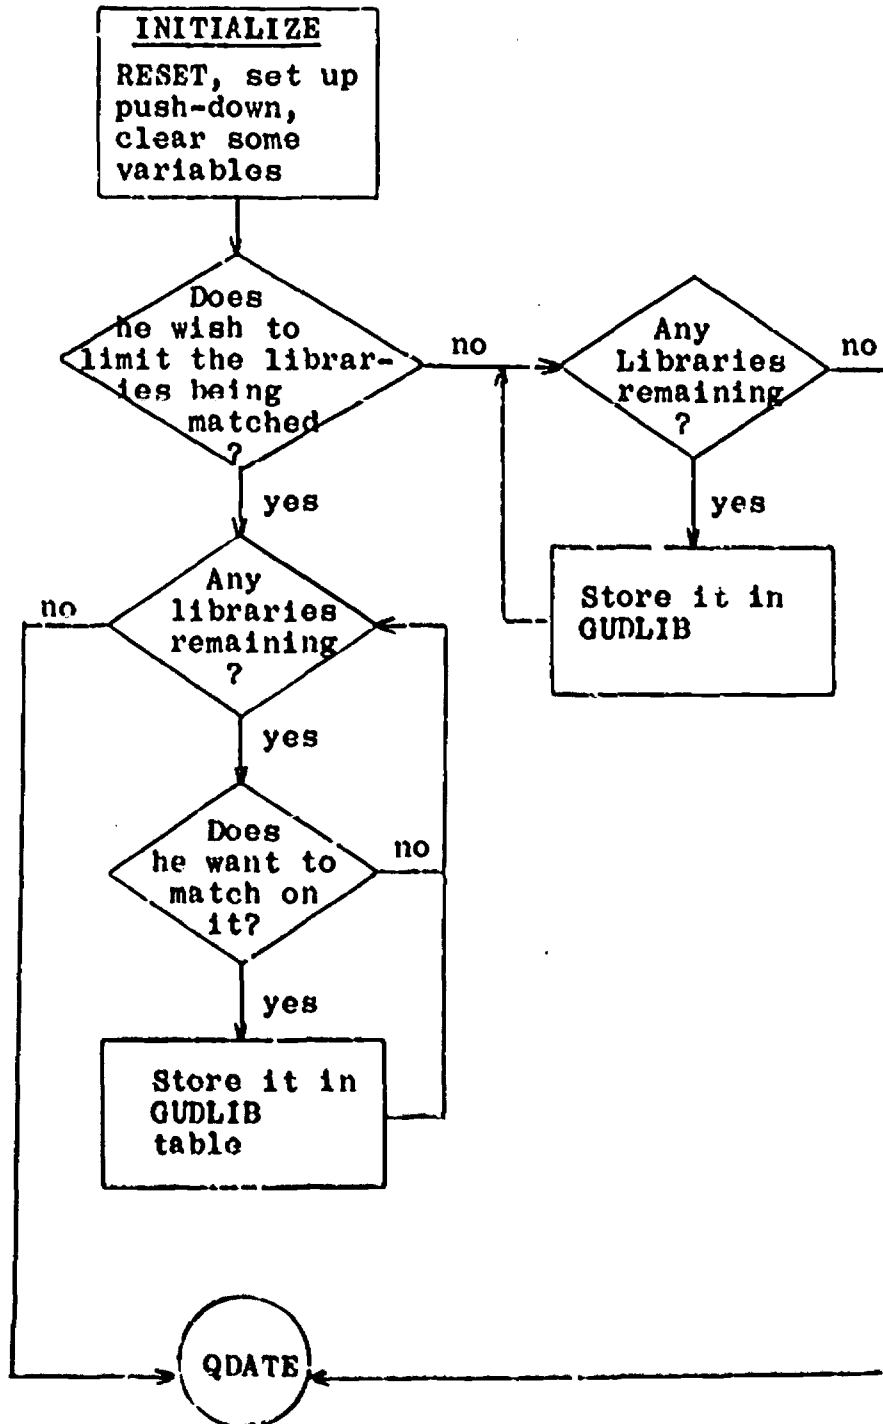 INITIALIZE
RESET, set up
push-down,
clear some
variables
Does
he wish to
limit the librar-
ies being
matched
?
no
Any
Libraries
remaining
?
no
yes
Store it in
GUDLIB
yes
Any
libraries
remaining
?
no
yes
Does
he want to
match on
it?
no
yes
Store it in
GUDLIB
table
QDATE